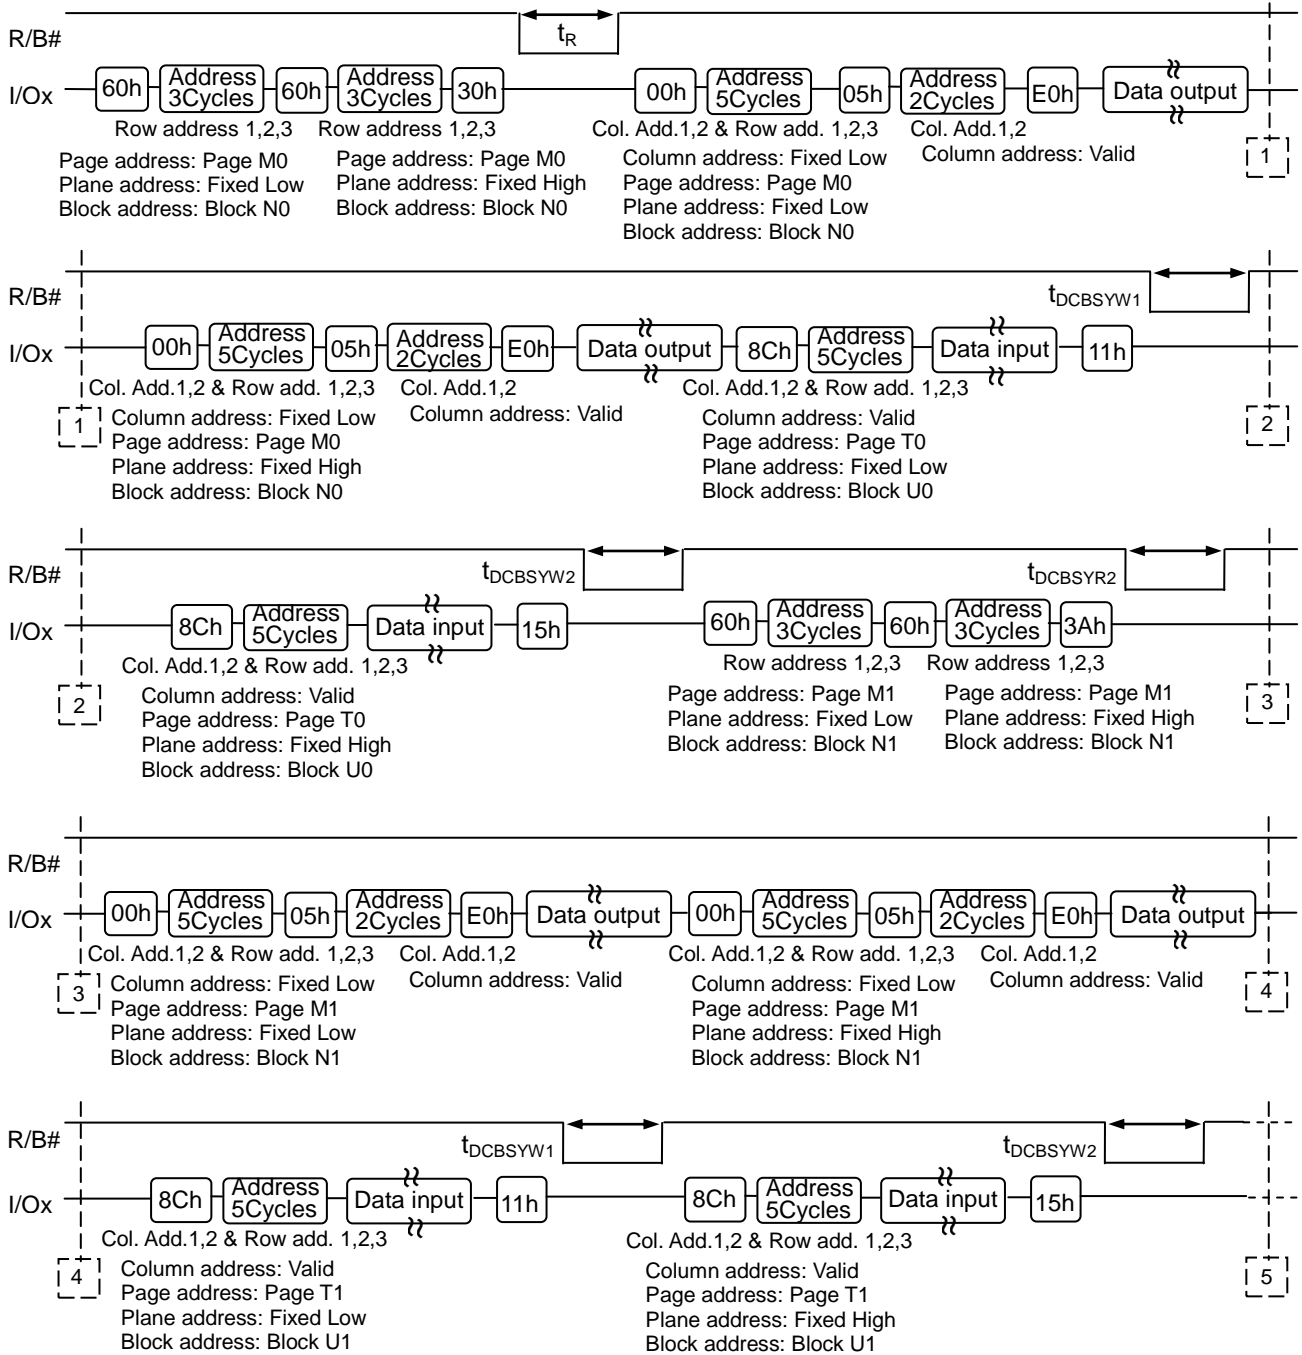 R/B#
tR
I/Ox
60h Address 3Cycles 60h Address 3Cycles 30h 00h Address 5Cycles 05h Address 2Cycles E0h Data output
Row address 1,2,3 Row address 1,2,3 Col. Add.1,2 & Row add. 1,2,3 Col. Add.1,2
Page address: Page M0
Plane address: Fixed Low
Block address: Block N0
Page address: Page M0
Plane address: Fixed High
Block address: Block N0
Column address: Fixed Low
Page address: Page M0
Plane address: Fixed Low
Block address: Block N0
Column address: Valid
1
R/B#
tDCBSYW1
I/Ox
00h Address 5Cycles 05h Address 2Cycles E0h Data output 8Ch Address 5Cycles Data input 11h
Col. Add.1,2 & Row add. 1,2,3 Col. Add.1,2 Col. Add.1,2 & Row add. 1,2,3
1
Column address: Fixed Low
Page address: Page M0
Plane address: Fixed High
Block address: Block N0
Column address: Valid
Column address: Valid
Page address: Page T0
Plane address: Fixed Low
Block address: Block U0
2
R/B#
tDCBSYW2 tDCBSYR2
I/Ox
8Ch Address 5Cycles Data input 15h 60h Address 3Cycles 60h Address 3Cycles 3Ah
Col. Add.1,2 & Row add. 1,2,3 Row address 1,2,3 Row address 1,2,3
2
Column address: Valid
Page address: Page T0
Plane address: Fixed High
Block address: Block U0
Page address: Page M1
Plane address: Fixed Low
Block address: Block N1
Page address: Page M1
Plane address: Fixed High
Block address: Block N1
3
R/B#
I/Ox
00h Address 5Cycles 05h Address 2Cycles E0h Data output 00h Address 5Cycles 05h Address 2Cycles E0h Data output
Col. Add.1,2 & Row add. 1,2,3 Col. Add.1,2 Col. Add.1,2 & Row add. 1,2,3 Col. Add.1,2
3
Column address: Fixed Low
Page address: Page M1
Plane address: Fixed Low
Block address: Block N1
Column address: Valid
Column address: Fixed Low
Page address: Page M1
Plane address: Fixed High
Block address: Block N1
Column address: Valid
4
R/B#
tDCBSYW1 tDCBSYW2
I/Ox
8Ch Address 5Cycles Data input 11h 8Ch Address 5Cycles Data input 15h
Col. Add.1,2 & Row add. 1,2,3 Col. Add.1,2 & Row add. 1,2,3
4
Column address: Valid
Page address: Page T1
Plane address: Fixed Low
Block address: Block U1
Column address: Valid
Page address: Page T1
Plane address: Fixed High
Block address: Block U1
5